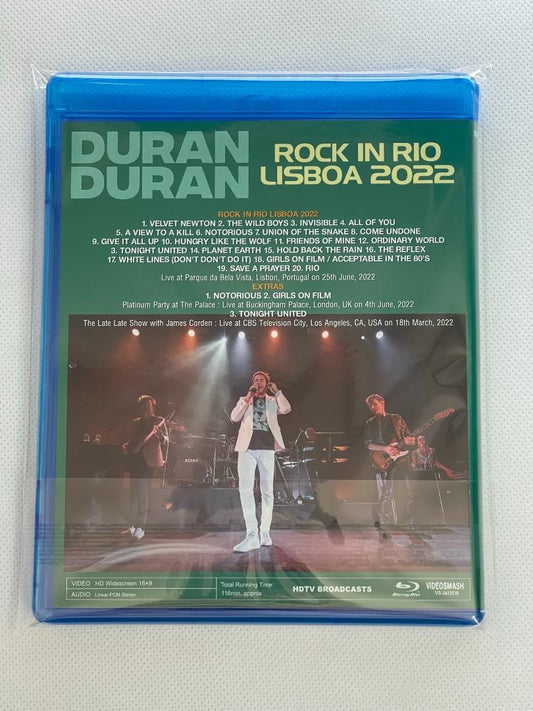 DURAN
DURAN
ROCK IN RIO
LISBOA 2022
ROCK IN RIO LISBOA 2022
1. VELVET NEWTON 2. THE WILD BOYS 3. INVISIBLE 4. ALL OF YOU
5. A VIEW TO A KILL 6. NOTORIOUS 7. UNION OF THE SNAKE 8. COME UNDONE
9. GIVE IT ALL UP 10. HUNGRY LIKE THE WOLF 11. FRIENDS OF MINE 12. ORDINARY WORLD
3. TONIGHT UNITED 14. PLANET EARTH 15. HOLD BACK THE RAIN 16. THE REFLEX
17. WHITE LINES (DON'T DON'T DO IT) 18. GIRLS ON FILM / ACCEPTABLE IN THE 80'S
19. SAVE A PRAYER 20. RIO
Live at Parque da Bela Vista, Lisbon, Portugal on 25th June, 2022
EXTRAS
1. NOTORIOUS 2. GIRLS ON FILM
Platinum Party at The Palace : Live at Buckingham Palace, London, UK on 4th June, 2022
3. TONIGHT UNITED
The Late Late Show with James Corden : Live at CBS Television City, Los Angeles, CA, USA on 18th March, 2022
TAMA
VIDEO HD Widescreen 16×9
AUDIO Linear PCM Stereo
Total Running Time:
116min, approx
HDTV BROADCASTS
Blu-ray Disc
VIDEOSMASH